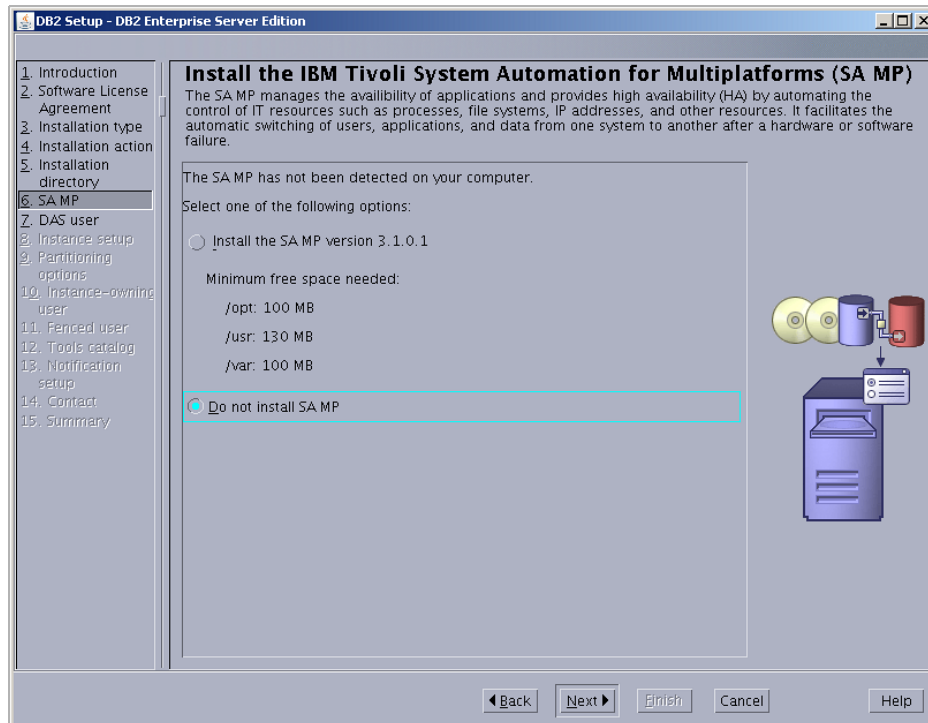 DB2 Setup - DB2 Enterprise Server Edition
1. Introduction
2. Software License
Agreement
3. Installation type
4. Installation action
5. Installation
directory
6. SA MP
7. DAS user
8. Instance setup
9. Partitioning
options
10. Instance-owning
user
11. Fenced user
12. Tools catalog
13. Notification
setup
14. Contact
15. Summary
Install the IBM Tivoli System Automation for Multiplatforms (SA MP)
The SA MP manages the availibility of applications and provides high availability (HA) by automating the
control of IT resources such as processes, file systems, IP addresses, and other resources. It facilitates the
automatic switching of users, applications, and data from one system to another after a hardware or software
failure.
The SA MP has not been detected on your computer.
Select one of the following options:
Install the SA MP version 3.1.0.1
Minimum free space needed:
/opt: 100 MB
/usr: 130 MB
/var: 100 MB
Do not install SA MP
Back
Next
Finish
Cancel
Help